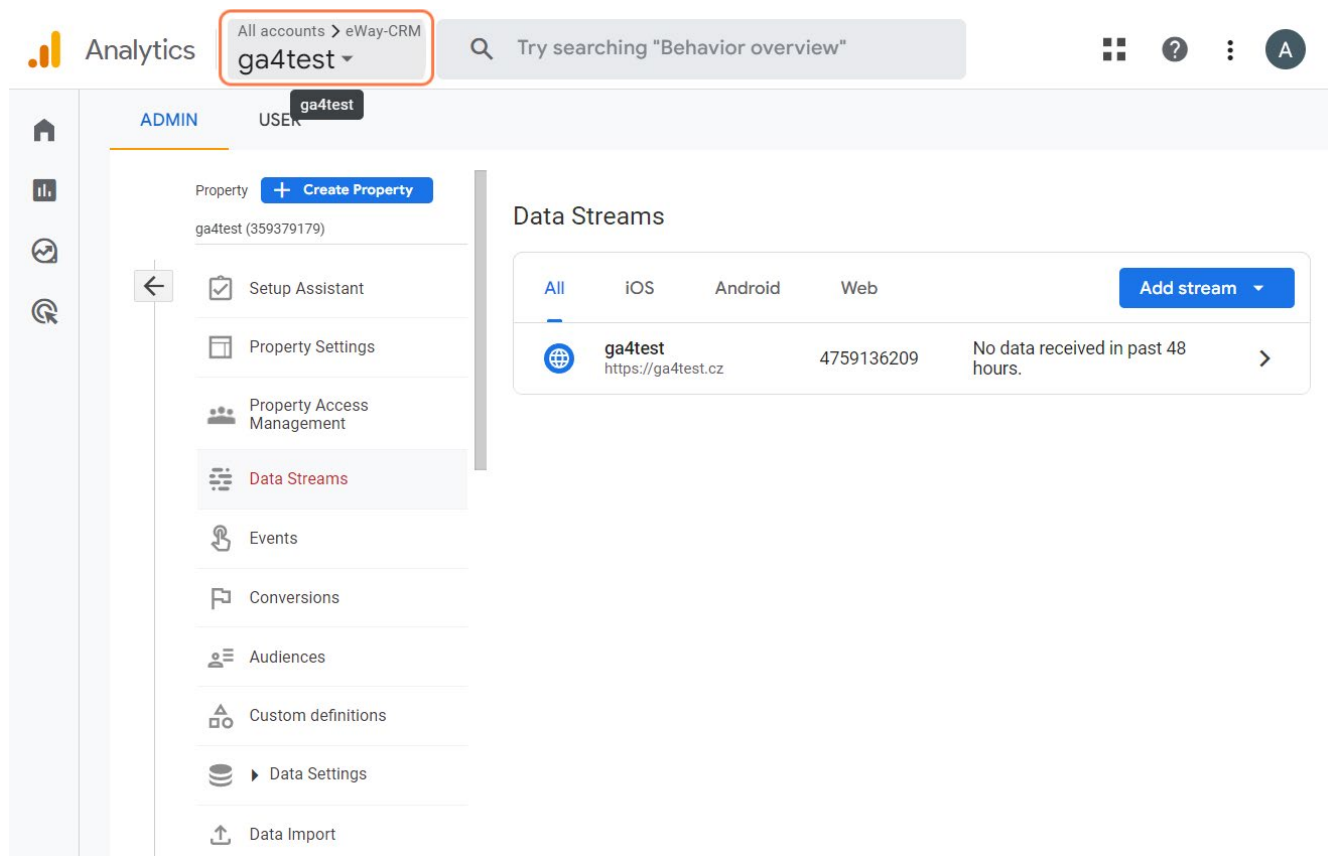 All accounts > eWay-CRM
Analytics
ga4test
Try searching "Behavior overview"
A
ga4test
ADMIN
USER
Property
Create Property
ga4test (359379179)
Setup Assistant
Property Settings
Property Access
Management
Data Streams
Events
Conversions
Audiences
Custom definitions
Data Settings
Data Import
Data Streams
All
iOS
Android
Web
Add stream
ga4test
https://ga4test.cz
4759136209
No data received in past 48
hours.